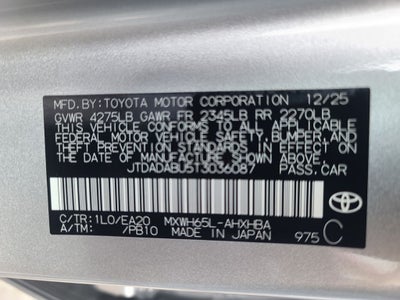 MFD.BY:TOYOTA MOTOR CORPORATION 12/25
GVWR 4275LB GAWR FR 2345LB RR 2270LB
THIS VEHICLE CONFORMS TO ALL APPLICABLE
FEDERAL MOTOR VEHICLE SAFETY,BUMPER,AND
THEFT PREVENTION STANDARDS IN EFFECT ON
THE DATE OF MANUFACTURE SHOWN ABOVE.
JTDADABU5T3036087 PASS.CAR
C/TR:1L0/EA20 MXWH65L-AHXHBA
A/TM: /PB10 MADE IN JAPAN 975 C
TOYOTA